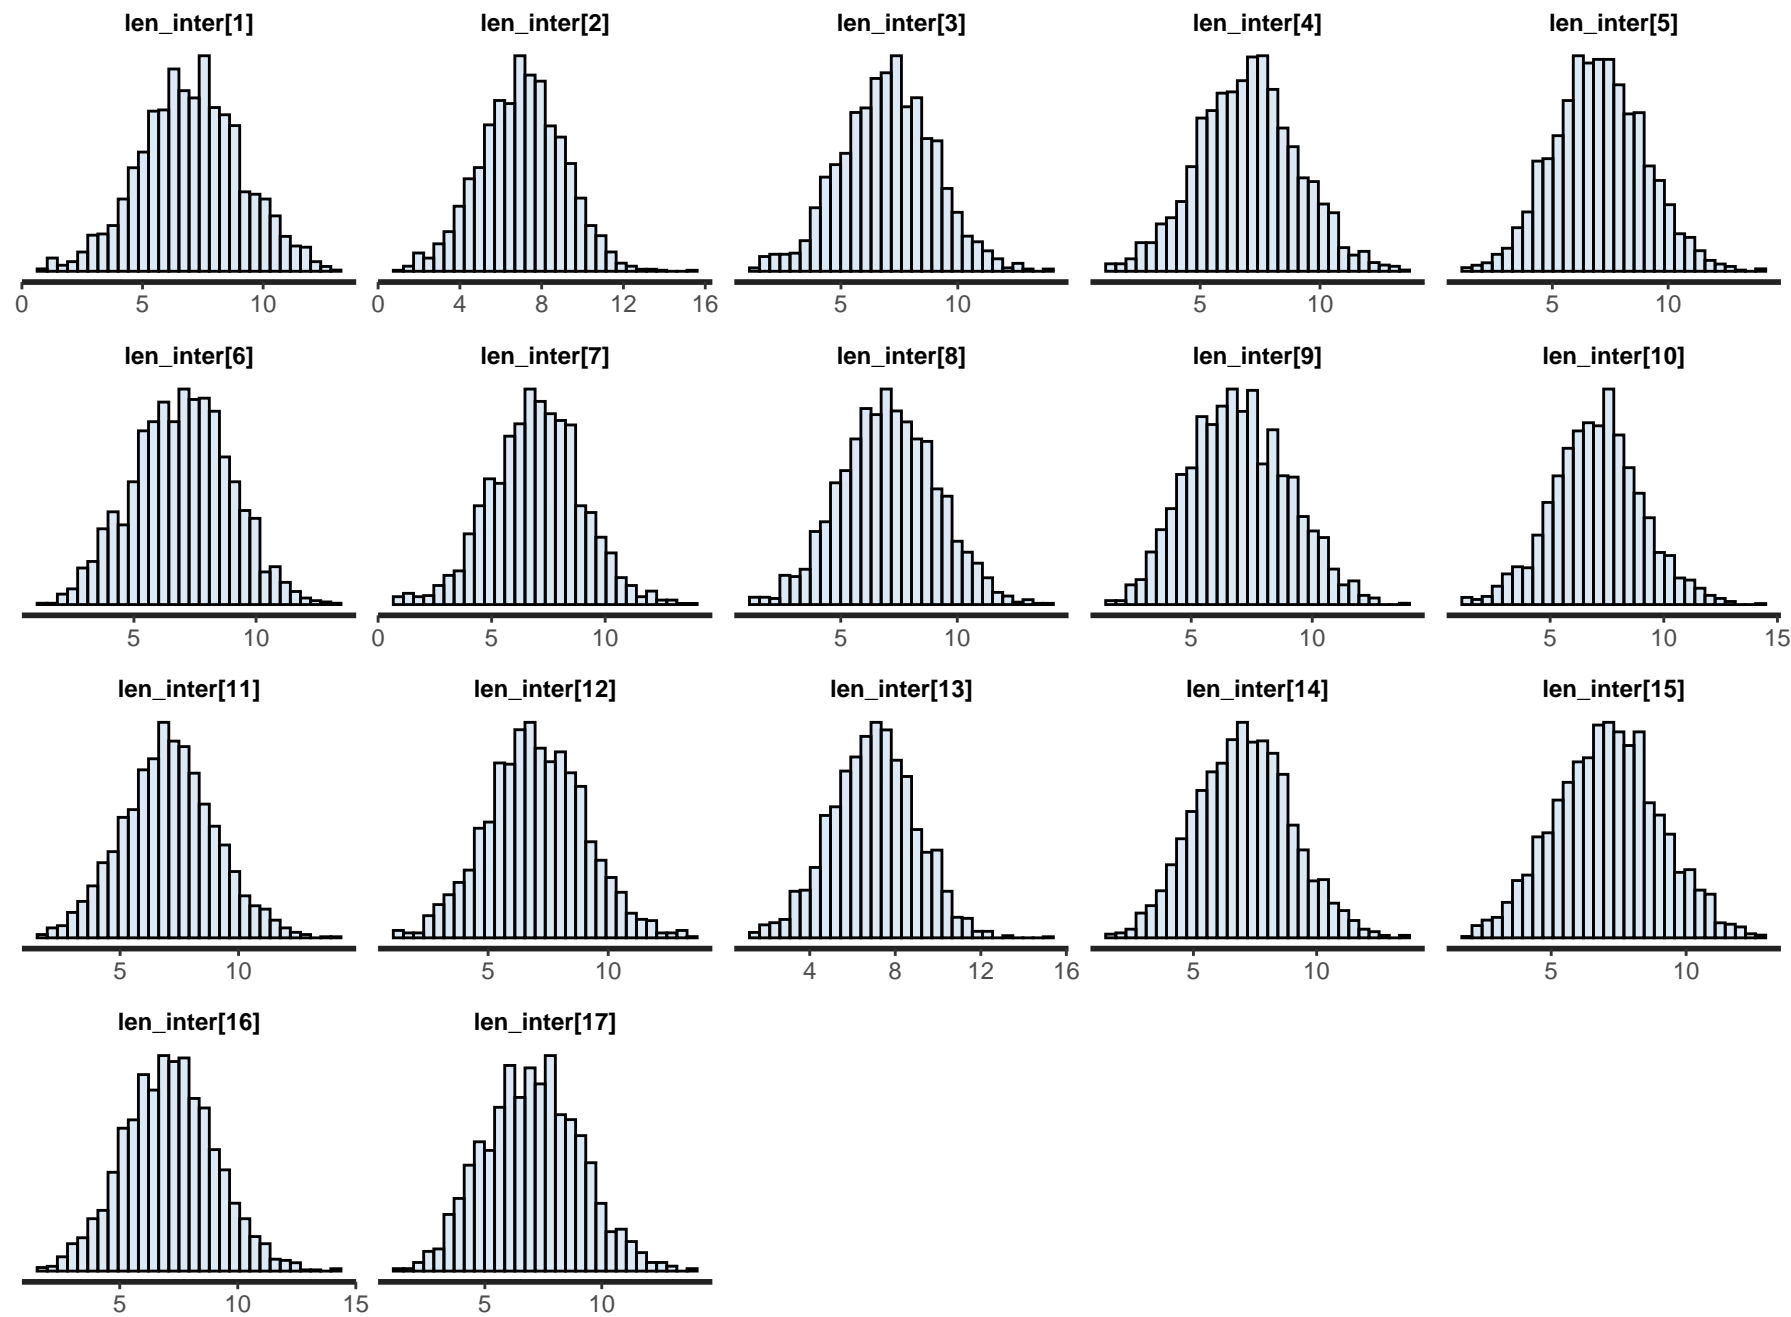 len_inter[1] len_inter[2] len_inter[3] len_inter[4] len_inter[5]
0 5 10 0 4 8 12 16 5 10 5 10 5 10
len_inter[6] len_inter[7] len_inter[8] len_inter[9] len_inter[10]
5 10 0 5 10 5 10 5 10 5 10 15
len_inter[11] len_inter[12] len_inter[13] len_inter[14] len_inter[15]
5 10 5 10 4 8 12 16 5 10 5 10
len_inter[16] len_inter[17]
5 10 15 5 10